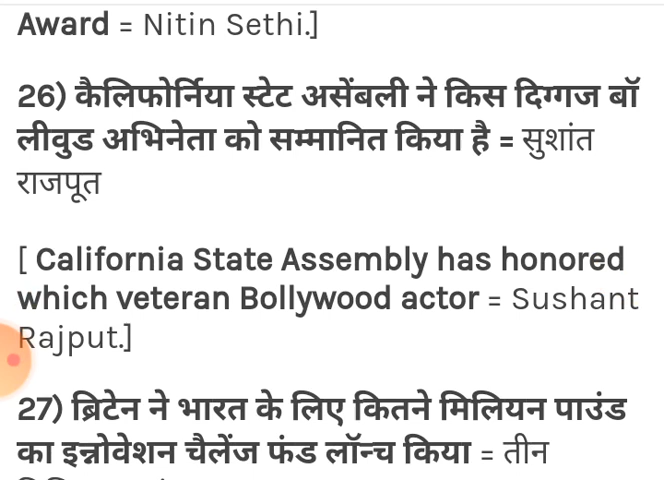 Award = Nitin Sethi.]
26) कैलिफोर्निया स्टेट असेंबली ने किस दिग्गज बॉ
लीवुड अभिनेता को सम्मानित किया है = सुशांत
राजपूत
[ California State Assembly has honored
which veteran Bollywood actor = Sushant
Rajput.]
27) ब्रिटेन ने भारत के लिए कितने मिलियन पाउंड
का इन्नोवेशन चैलेंज फंड लॉन्च किया = तीन